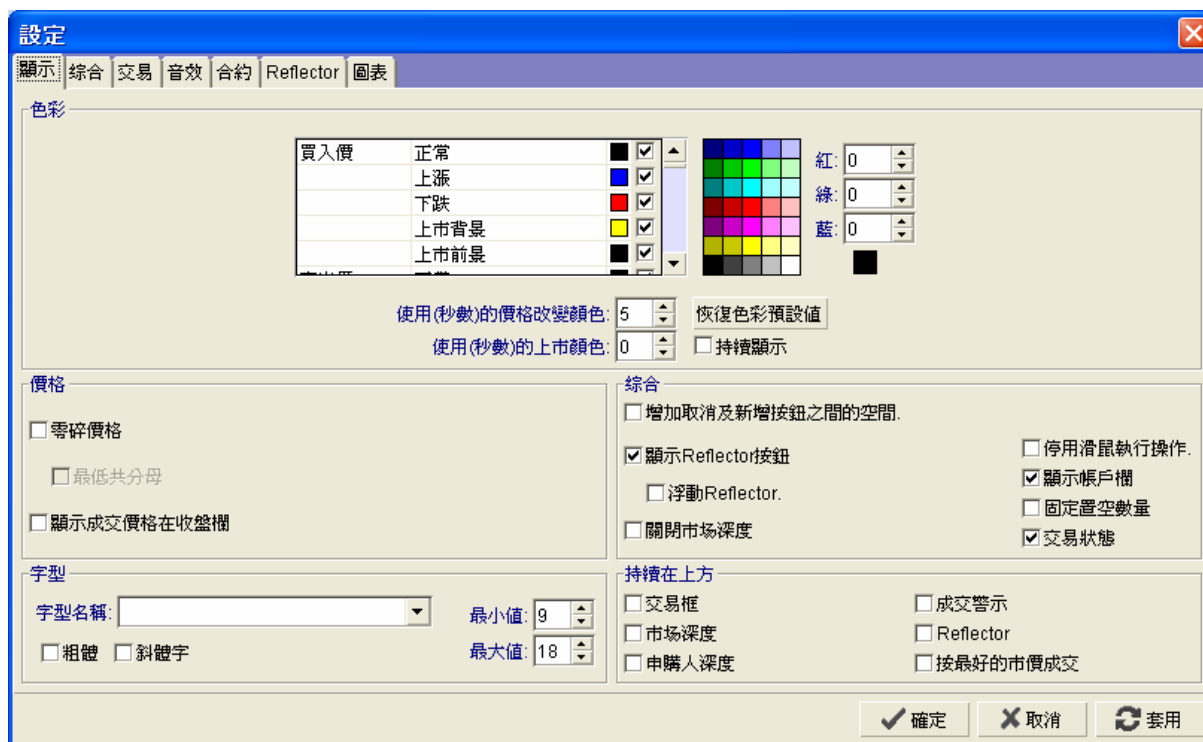 設定
顯示 综合 交易 音效 合約 Reflector 圖表
色彩
買入價 正常
上漲
下跌
上市背景
上市前景
紅: 0
綠: 0
藍: 0
使用(秒數)的價格改變顏色: 5 恢復色彩預設値
使用(秒數)的上市顏色: 0 持續顯示
價格
零碎價格
最低共分母
顯示成交價格在收盤欄
综合
增加取消及新增按鈕之間的空間.
顯示Reflector按鈕
浮動Reflector.
關閉市场深度
停用滑鼠執行操作.
顯示帳戶欄
固定置空數量
交易狀態
字型
字型名稱:
粗體 斜體字
最小値: 9
最大値: 18
持續在上方
交易框
市场深度
申購人深度
成交警示
Reflector
按最好的市價成交
確定 取消 套用